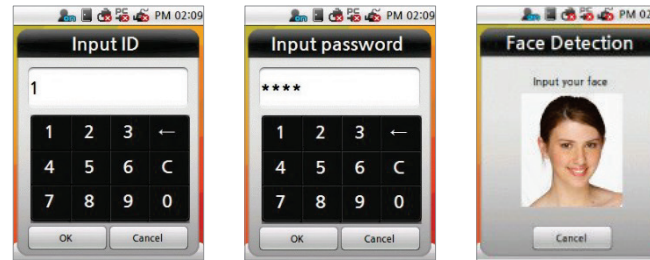 PM 02:09
Input ID
1
1 2 3 ←
4 5 6 C
7 8 9 0
OK Cancel
PM 02:09
Input password
****
1 2 3 ←
4 5 6 C
7 8 9 0
OK Cancel
PM 02
Face Detection
Input your face
Cancel